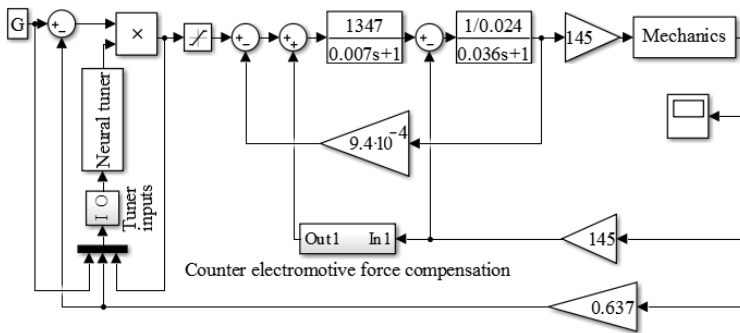 G
+
−
×
+
−
+
+
1347
0.007s+1
+
−
1/0.024
0.036s+1
145
Mechanics
Neural tuner
9.4·10⁻⁴
I O
Tuner
inputs
Out1 In1
145
Counter electromotive force compensation
0.637